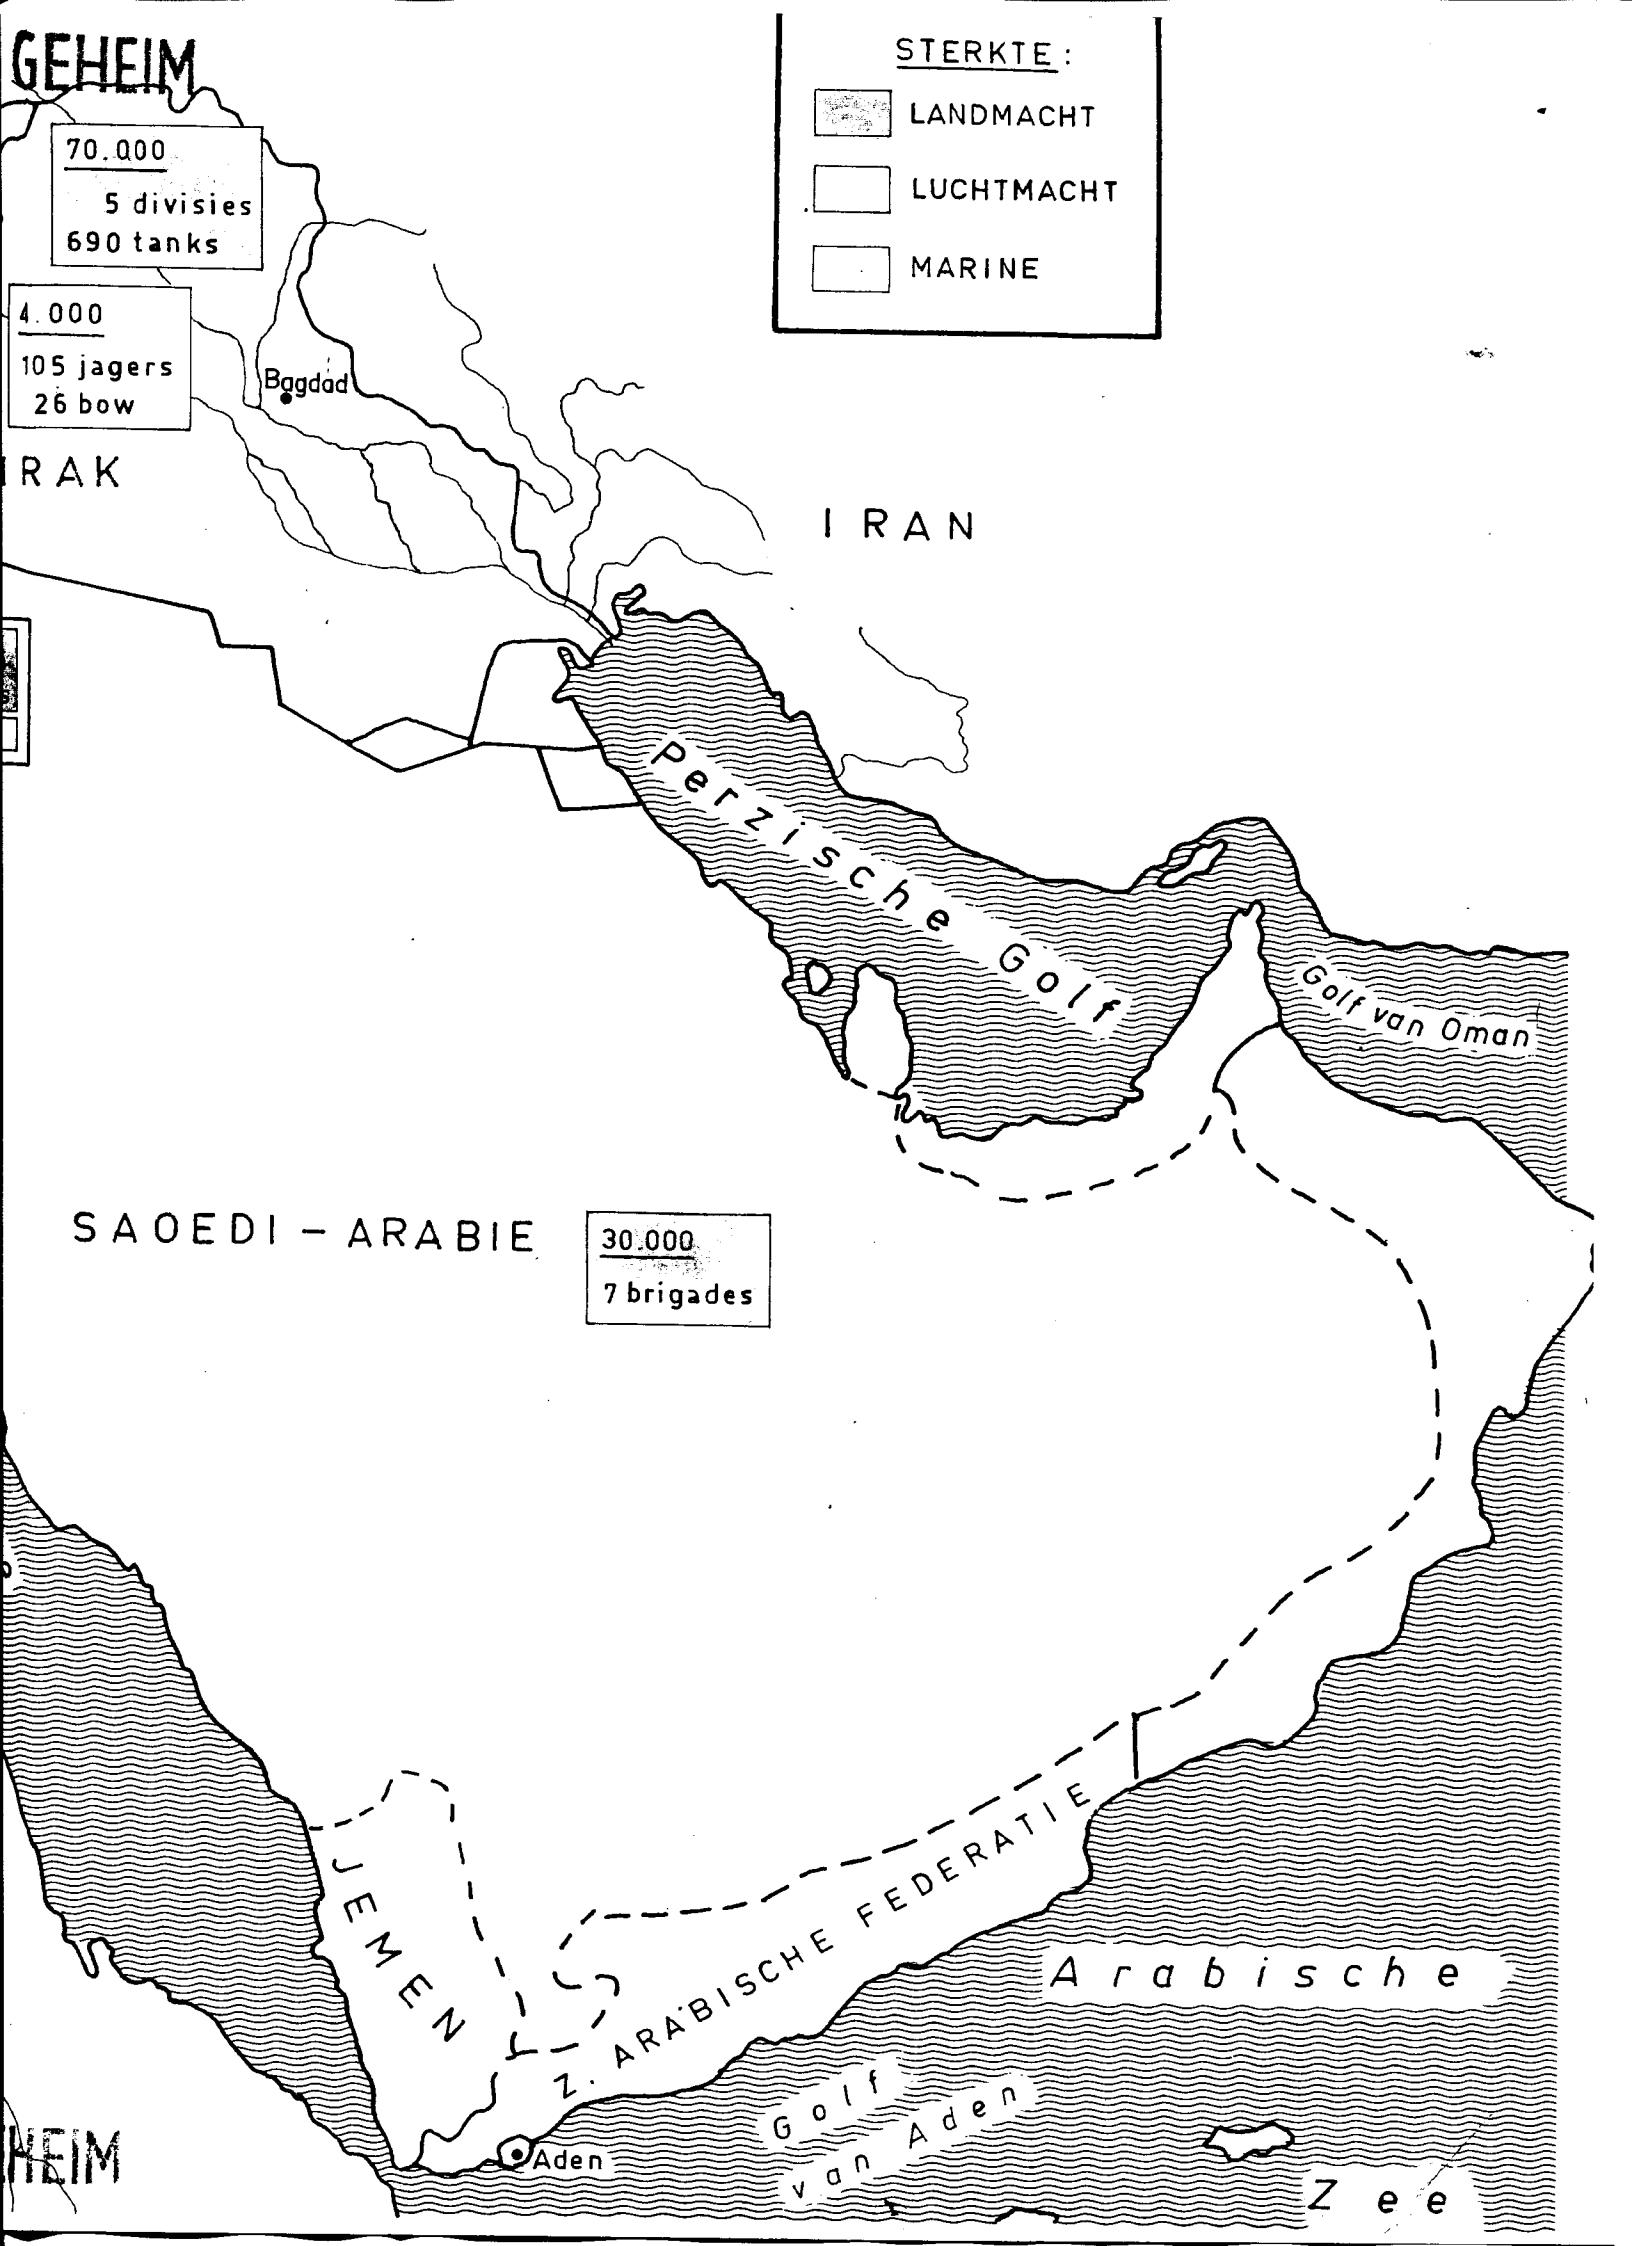 GEHEIM
STERKTE :
LANDMACHT
LUCHTMACHT
MARINE
70.000
5 divisies
690 tanks
4.000
105 jagers
26 bow
Bagdad
IRAK
IRAN
Perzische Golf
Golf van Oman
SAOEDI - ARABIE
30.000
7 brigades
JEMEN
Z. ARABISCHE FEDERATIE
Arabische
Zee
Golf
van Aden
Aden
HEIM